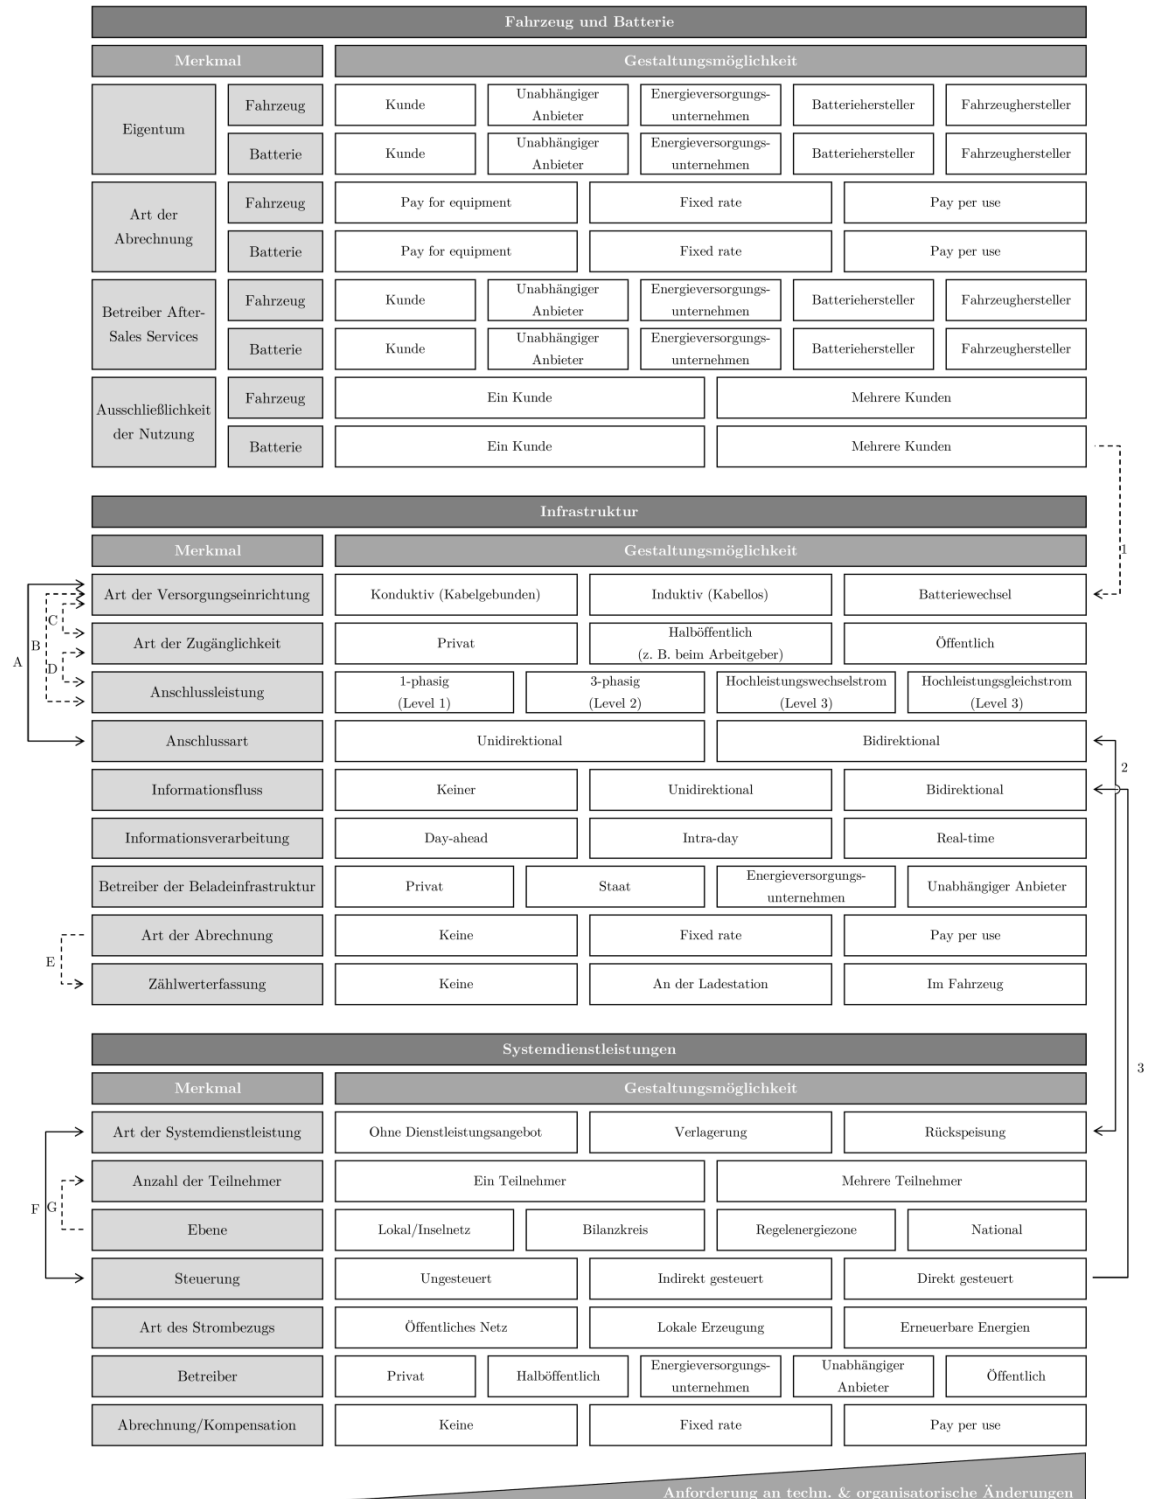 Fahrzeug und Batterie
Merkmal Gestaltungsmöglichkeit
Eigentum
Fahrzeug Kunde Unabhängiger Anbieter Energieversorgungs-unternehmen Batteriehersteller Fahrzeughersteller
Batterie Kunde Unabhängiger Anbieter Energieversorgungs-unternehmen Batteriehersteller Fahrzeughersteller
Art der
Abrechnung
Fahrzeug Pay for equipment Fixed rate Pay per use
Batterie Pay for equipment Fixed rate Pay per use
Betreiber After-
Sales Services
Fahrzeug Kunde Unabhängiger Anbieter Energieversorgungs-unternehmen Batteriehersteller Fahrzeughersteller
Batterie Kunde Unabhängiger Anbieter Energieversorgungs-unternehmen Batteriehersteller Fahrzeughersteller
Ausschließlichkeit
der Nutzung
Fahrzeug Ein Kunde Mehrere Kunden
Batterie Ein Kunde Mehrere Kunden
1
Infrastruktur
Merkmal Gestaltungsmöglichkeit
Art der Versorgungseinrichtung Konduktiv (Kabelgebunden) Induktiv (Kabellos) Batteriewechsel
C
B
A
D
Art der Zugänglichkeit Privat Halböffentlich (z. B. beim Arbeitgeber) Öffentlich
Anschlussleistung 1-phasig (Level 1) 3-phasig (Level 2) Hochleistungswechselstrom (Level 3) Hochleistungsgleichstrom (Level 3)
Anschlussart Unidirektional Bidirektional
2
Informationsfluss Keiner Unidirektional Bidirektional
Informationsverarbeitung Day-ahead Intra-day Real-time
Betreiber der Beladeinfrastruktur Privat Staat Energieversorgungs-unternehmen Unabhängiger Anbieter
Art der Abrechnung Keine Fixed rate Pay per use
E
Zählwerterfassung Keine An der Ladestation Im Fahrzeug
Systemdienstleistungen
3
Merkmal Gestaltungsmöglichkeit
Art der Systemdienstleistung Ohne Dienstleistungsangebot Verlagerung Rückspeisung
Anzahl der Teilnehmer Ein Teilnehmer Mehrere Teilnehmer
F G
Ebene Lokal/Inselnetz Bilanzkreis Regelenergiezone National
Steuerung Ungesteuert Indirekt gesteuert Direkt gesteuert
Art des Strombezugs Öffentliches Netz Lokale Erzeugung Erneuerbare Energien
Betreiber Privat Halböffentlich Energieversorgungs-unternehmen Unabhängiger Anbieter Öffentlich
Abrechnung/Kompensation Keine Fixed rate Pay per use
Anforderung an techn. & organisatorische Änderungen